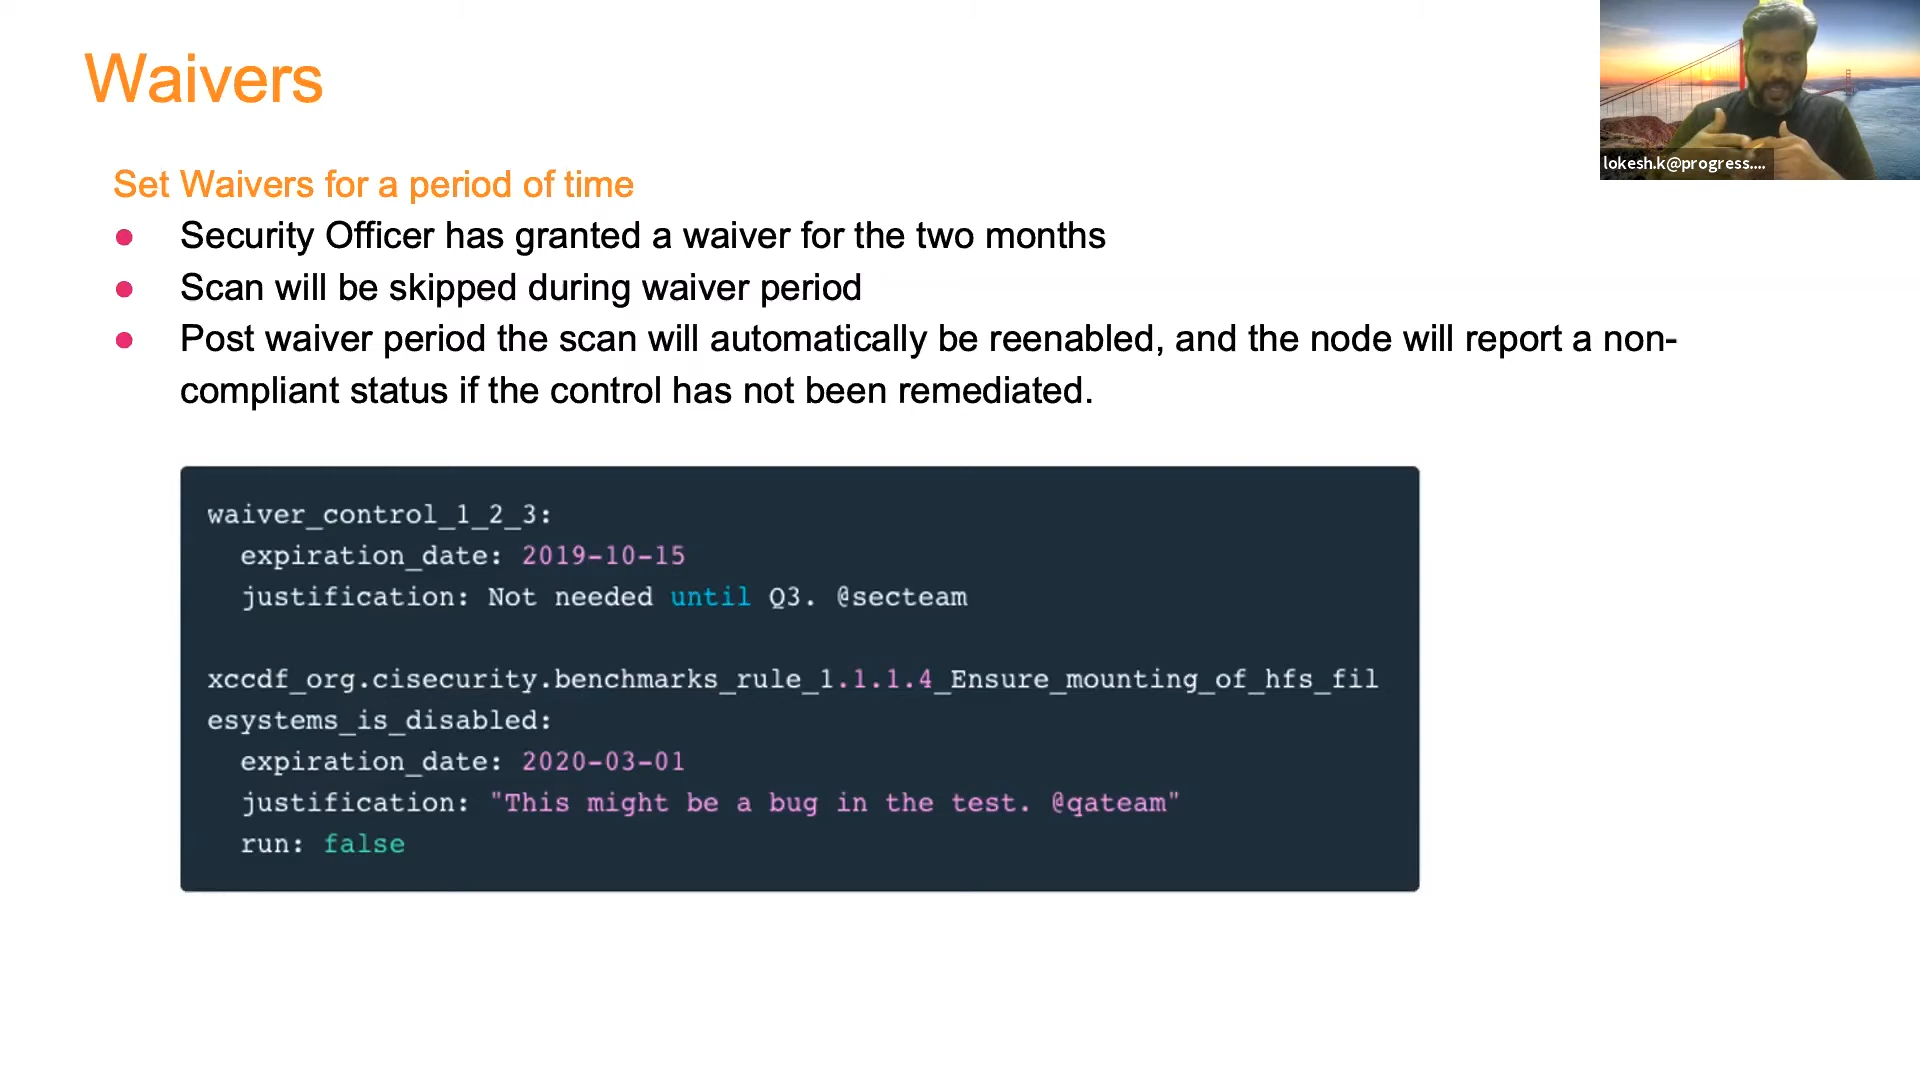 Waivers
lokesh.k@progress....
Set Waivers for a period of time
● Security Officer has granted a waiver for the two months
● Scan will be skipped during waiver period
● Post waiver period the scan will automatically be reenabled, and the node will report a non-
compliant status if the control has not been remediated.
waiver_control_1_2_3:
  expiration_date: 2019-10-15
  justification: Not needed until Q3. @secteam
xccdf_org.cisecurity.benchmarks_rule_1.1.1.4_Ensure_mounting_of_hfs_fil
esystems_is_disabled:
  expiration_date: 2020-03-01
  justification: "This might be a bug in the test. @qateam"
  run: false